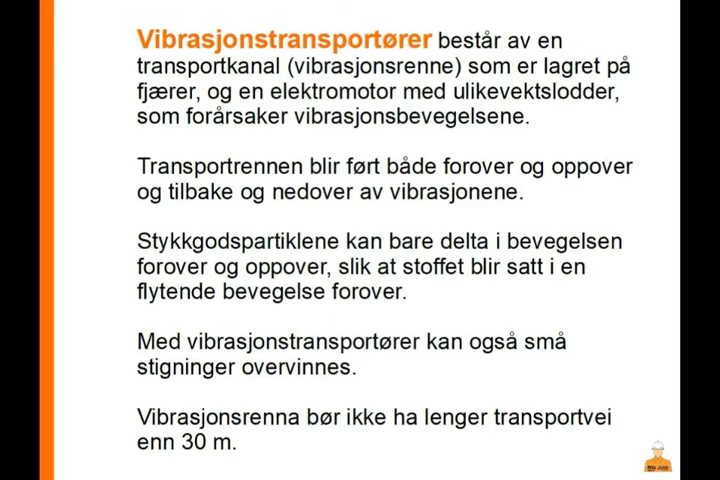 Vibrasjonstransportører består av en
transportkanal (vibrasjonsrenne) som er lagret på
fjærer, og en elektromotor med ulikevektslodder,
som forårsaker vibrasjonsbevegelsene.
Transportrennen blir ført både forover og oppover
og tilbake og nedover av vibrasjonene.
Stykkgodspartiklene kan bare delta i bevegelsen
forover og oppover, slik at stoffet blir satt i en
flytende bevegelse forover.
Med vibrasjonstransportører kan også små
stigninger overvinnes.
Vibrasjonsrenna bør ikke ha lenger transportvei
enn 30 m.